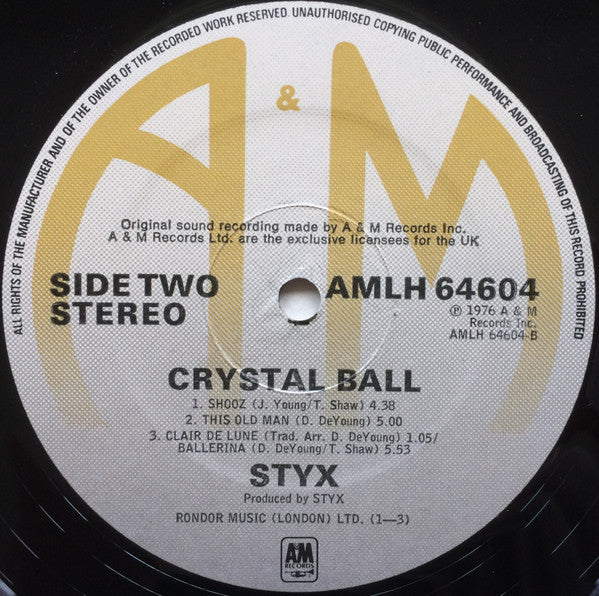 ALL RIGHTS OF THE MANUFACTURER AND OF THE OWNER OF THE RECORDED WORK RESERVED. UNAUTHORISED COPYING PUBLIC PERFORMANCE AND BROADCASTING OF THIS RECORD PROHIBITED
A & M
Original sound recording made by A & M Records Inc.
A & M Records Ltd. are the exclusive licensees for the UK
SIDE TWO AMLH 64604
STEREO ℗ 1976 A & M
Records Inc.
AMLH 64604-B
CRYSTAL BALL
1. SHOOZ (J. Young/T. Shaw) 4.38
2. THIS OLD MAN (D. DeYoung) 5.00
3. CLAIR DE LUNE (Trad. Arr. D. DeYoung) 1.05/
BALLERINA (D. DeYoung/T. Shaw) 5.53
STYX
Produced by STYX
RONDOR MUSIC (LONDON) LTD. (1—3)
A&M
RECORDS